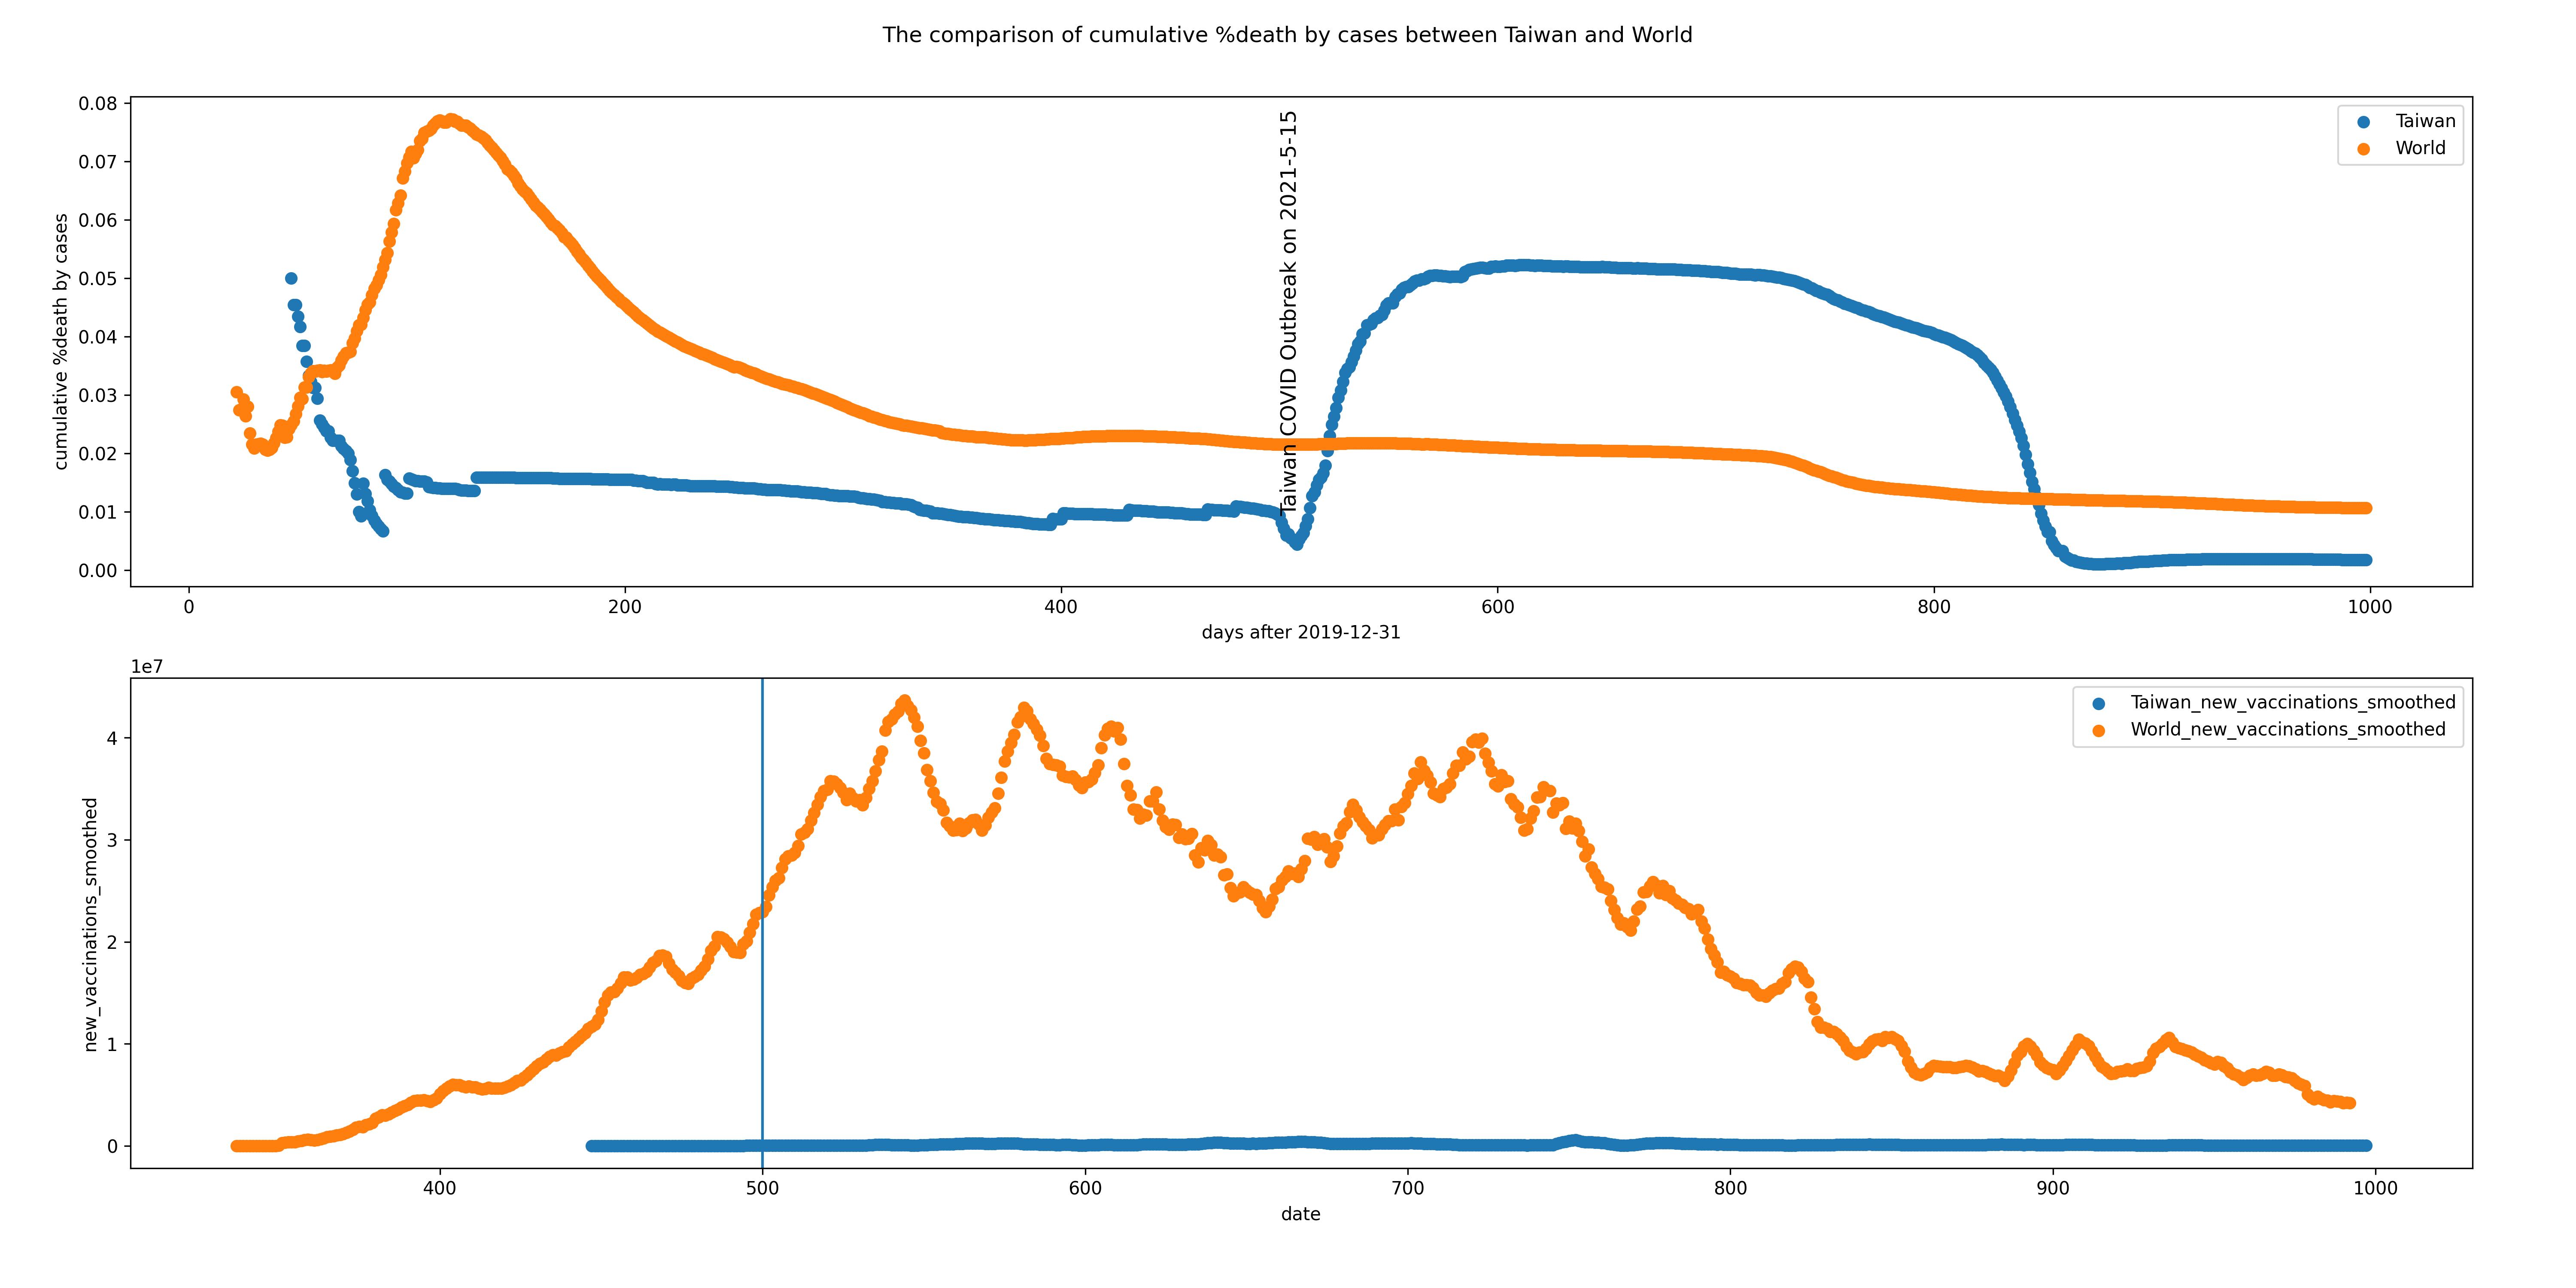 The comparison of cumulative %death by cases between Taiwan and World
0.08
0.07
0.06
0.05
0.04
0.03
0.02
0.01
0.00
cumulative %death by cases
Taiwan COVID Outbreak on 2021-5-15
Taiwan
World
0
200
400
600
800
1000
days after 2019-12-31
1e7
4
3
2
1
0
new_vaccinations_smoothed
Taiwan_new_vaccinations_smoothed
World_new_vaccinations_smoothed
400
500
600
700
800
900
1000
date